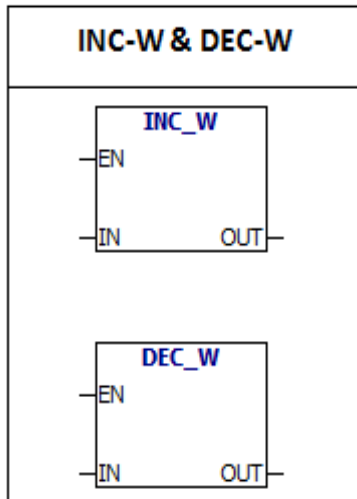 INC-W & DEC-W
INC_W
EN
IN OUT
DEC_W
EN
IN OUT